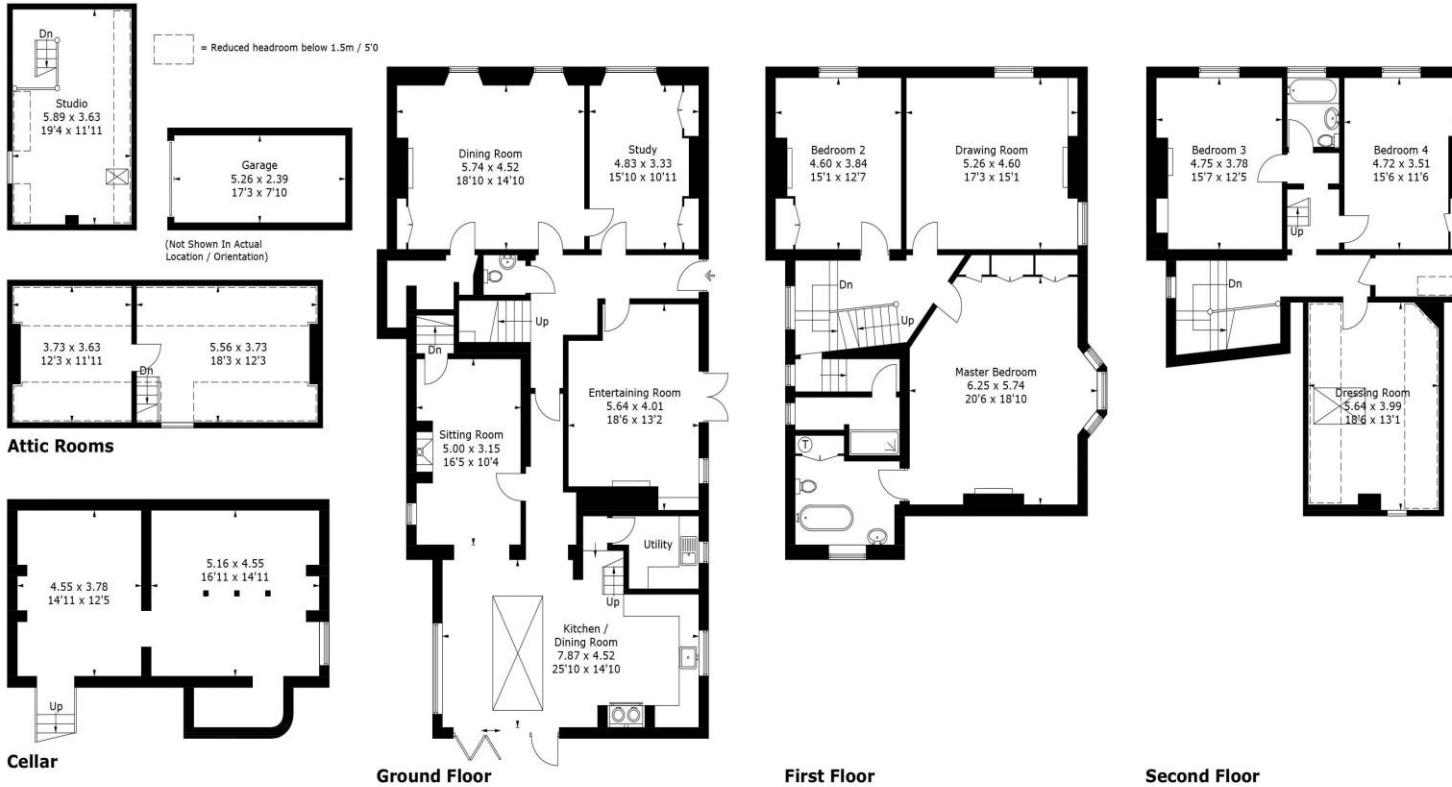 Dn
= Reduced headroom below 1.5m / 5'0
Studio
5.89 x 3.63
19'4 x 11'11
Garage
5.26 x 2.39
17'3 x 7'10
(Not Shown In Actual
Location / Orientation)
3.73 x 3.63
12'3 x 11'11
5.56 x 3.73
18'3 x 12'3
Dn
Attic Rooms
4.55 x 3.78
14'11 x 12'5
5.16 x 4.55
16'11 x 14'11
Up
Cellar
Dining Room
5.74 x 4.52
18'10 x 14'10
Study
4.83 x 3.33
15'10 x 10'11
Up
Dn
Entertaining Room
5.64 x 4.01
18'6 x 13'2
Sitting Room
5.00 x 3.15
16'5 x 10'4
Utility
Up
Kitchen /
Dining Room
7.87 x 4.52
25'10 x 14'10
Ground Floor
Bedroom 2
4.60 x 3.84
15'1 x 12'7
Drawing Room
5.26 x 4.60
17'3 x 15'1
Dn
Up
Master Bedroom
6.25 x 5.74
20'6 x 18'10
T
First Floor
Bedroom 3
4.75 x 3.78
15'7 x 12'5
Bedroom 4
4.72 x 3.51
15'6 x 11'6
Up
Dn
Dressing Room
5.64 x 3.99
18'6 x 13'1
Second Floor